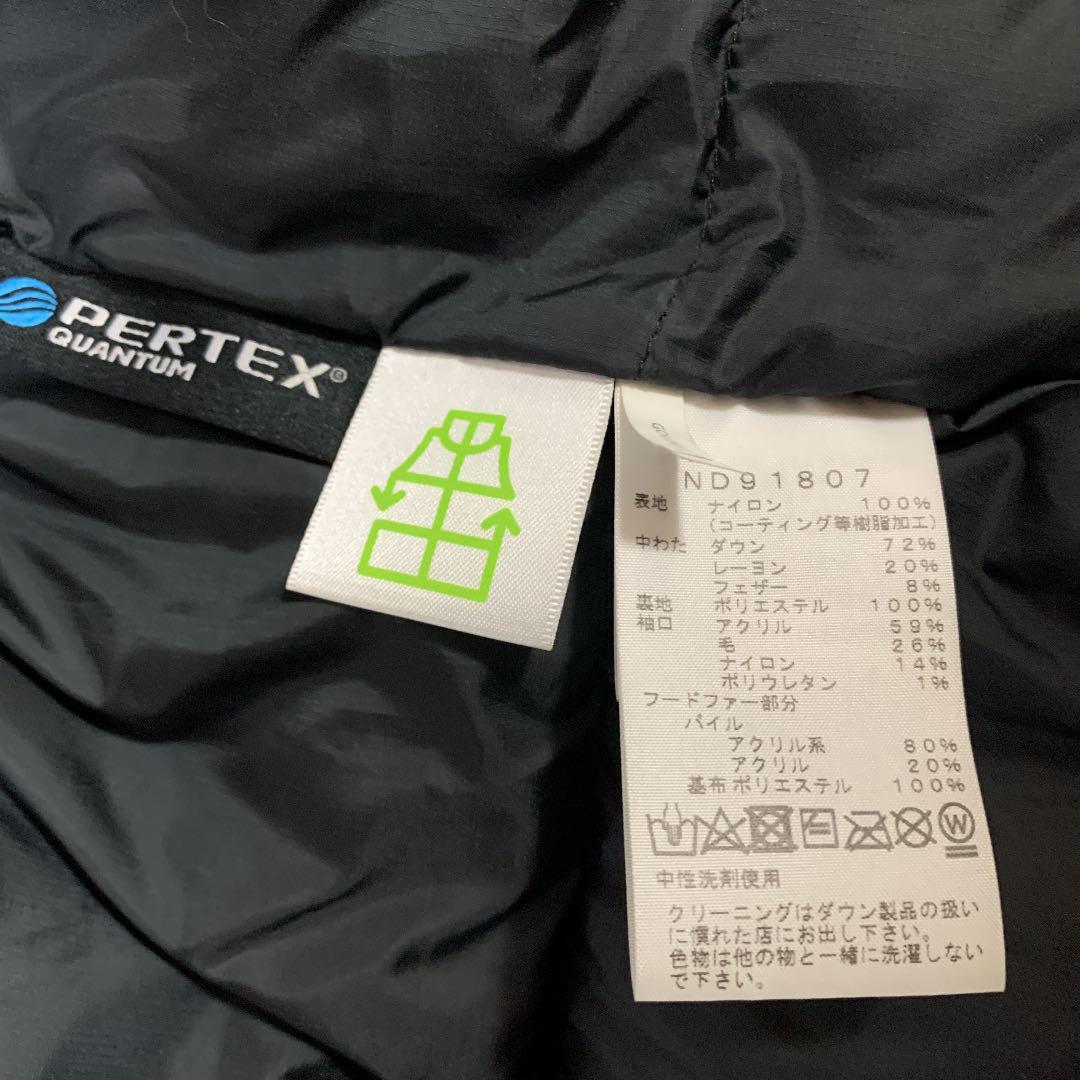 PERTEX®
QUANTUM
ND91807
表地 ナイロン 100%
(コーティング等樹脂加工)
中わた ダウン 72%
レーヨン 20%
フェザー 8%
裏地 ポリエステル 100%
袖口 アクリル 59%
毛 26%
ナイロン 14%
ポリウレタン 1%
フードファー部分
パイル
アクリル系 80%
アクリル 20%
基布 ポリエステル 100%
W
中性洗剤使用
クリーニングはダウン製品の扱い
に慣れた店にお出し下さい。
色物は他の物と一緒に洗濯しない
で下さい。